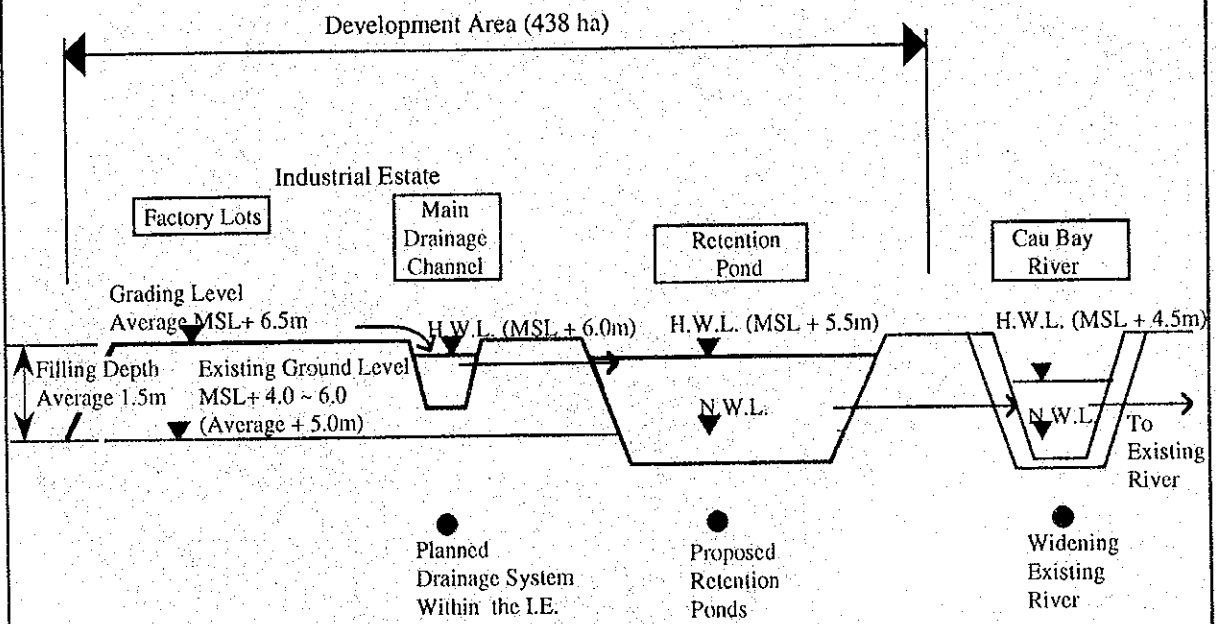 Development Area (438 ha)
Industrial Estate
Factory Lots
Main
Drainage
Channel
Retention
Pond
Cau Bay
River
Grading Level
Average MSL+ 6.5m
H.W.L. (MSL + 6.0m)
H.W.L. (MSL + 5.5m)
H.W.L. (MSL + 4.5m)
Filling Depth
Average 1.5m
Existing Ground Level
MSL+ 4.0 ~ 6.0
(Average + 5.0m)
N.W.L.
N.W.L.
To
Existing
River
Planned
Drainage System
Within the I.E.
Proposed
Retention
Ponds
Widening
Existing
River